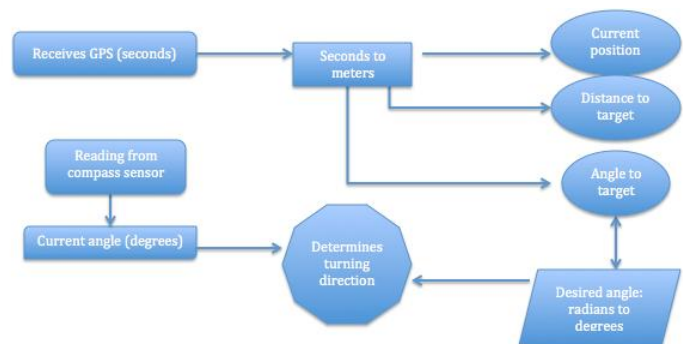 Receives GPS (seconds)
Seconds to
meters
Current
position
Distance to
target
Reading from
compass sensor
Angle to
target
Current angle (degrees)
Determines
turning
direction
Desired angle:
radians to
degrees